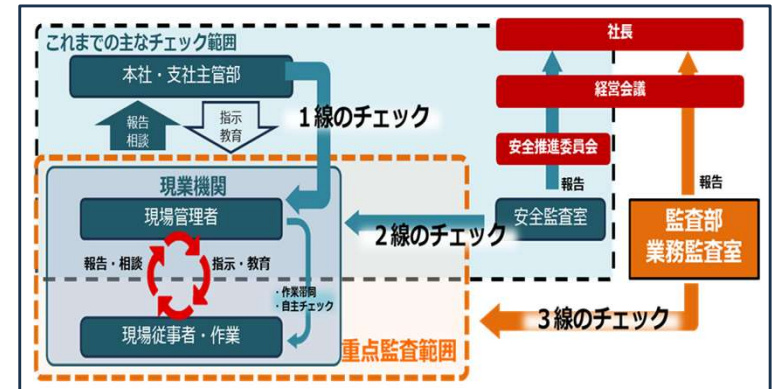 これまでの主なチェック範囲
社長
本社・支社主管部
経営会議
報告
相談
指示
教育
1線のチェック
安全推進委員会
現業機関
報告
報告
現場管理者
2線のチェック
安全監査室
監査部
業務監査室
報告・相談
指示・教育
・作業帯同
・自主チェック
3線のチェック
現場従事者・作業
重点監査範囲